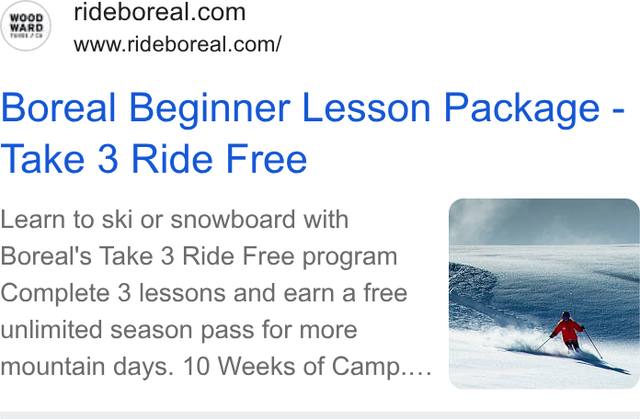 WOOD
WARD
rideboreal.com
www.rideboreal.com/
Boreal Beginner Lesson Package -
Take 3 Ride Free
Learn to ski or snowboard with
Boreal's Take 3 Ride Free program
Complete 3 lessons and earn a free
unlimited season pass for more
mountain days. 10 Weeks of Camp....